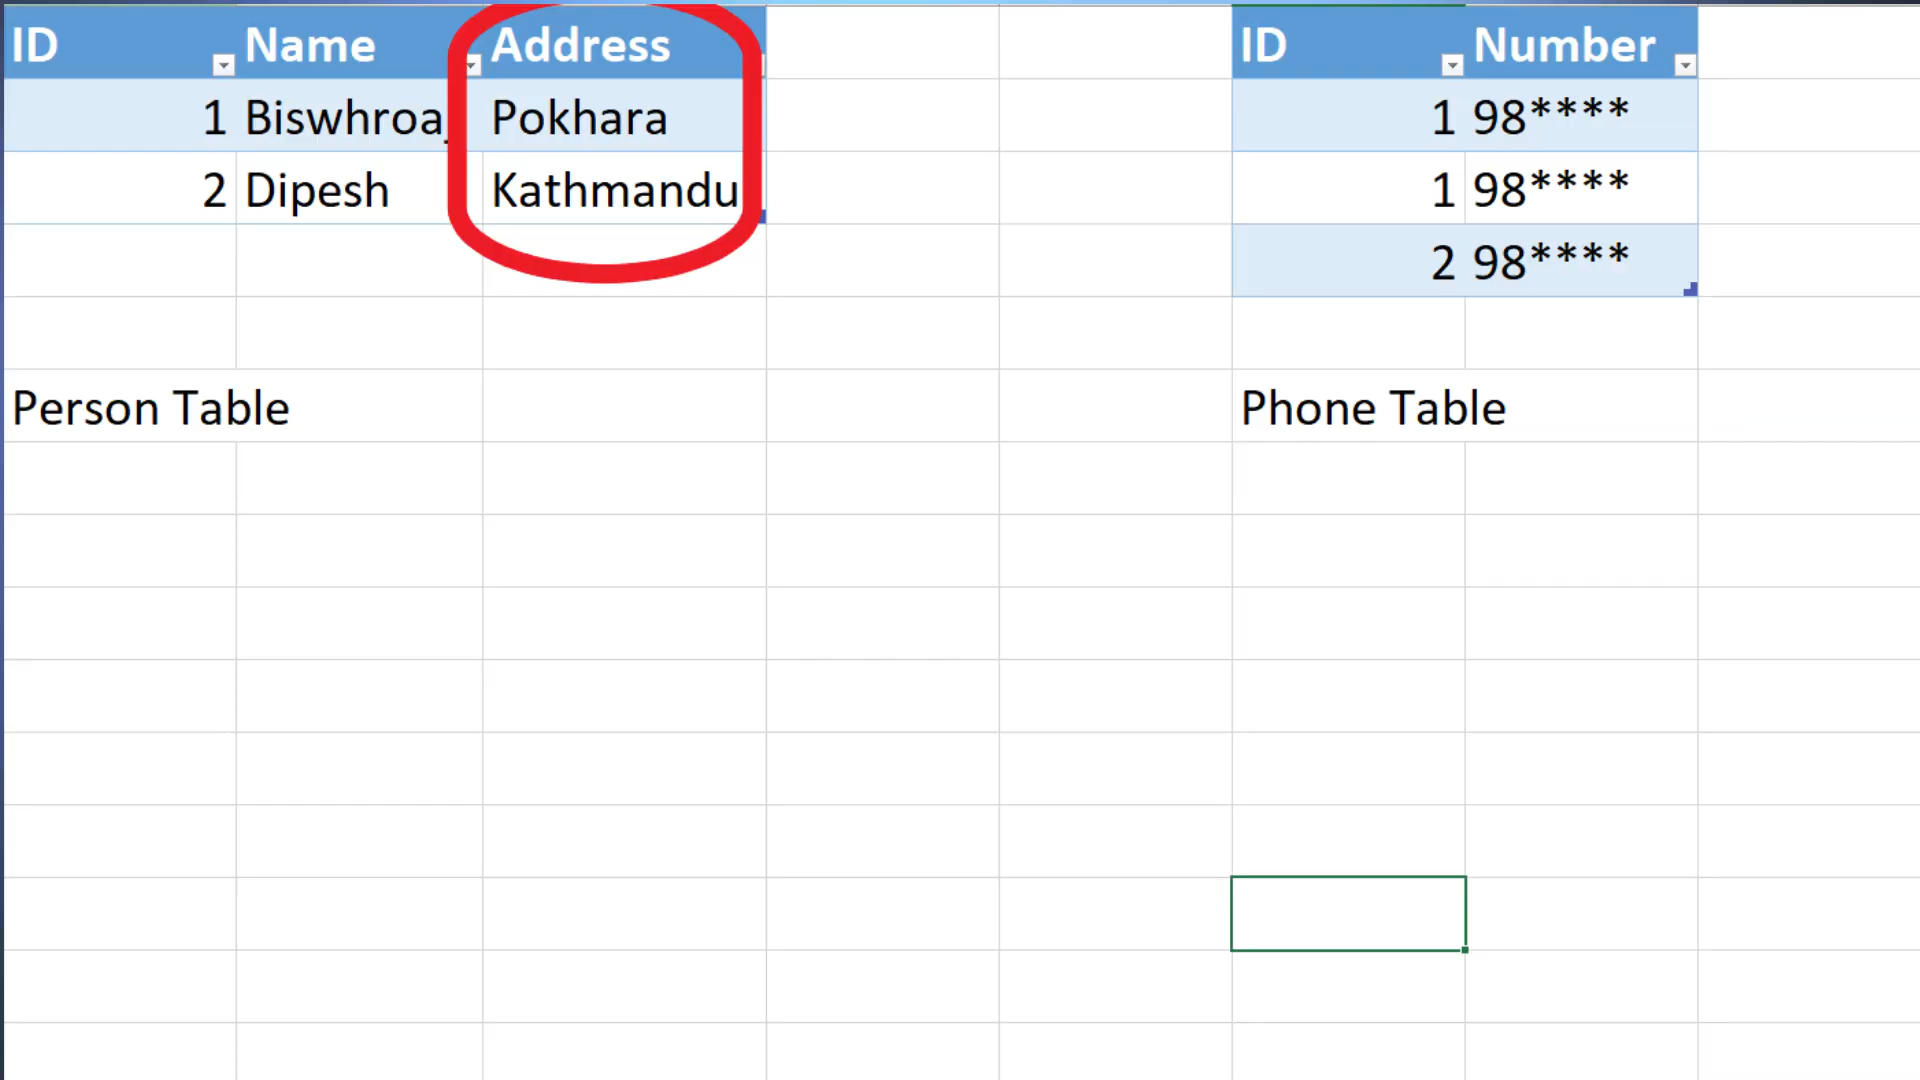 ID Name Address
1 Biswhroaj Pokhara
2 Dipesh Kathmandu
Person Table
ID Number
1 98****
1 98****
2 98****
Phone Table